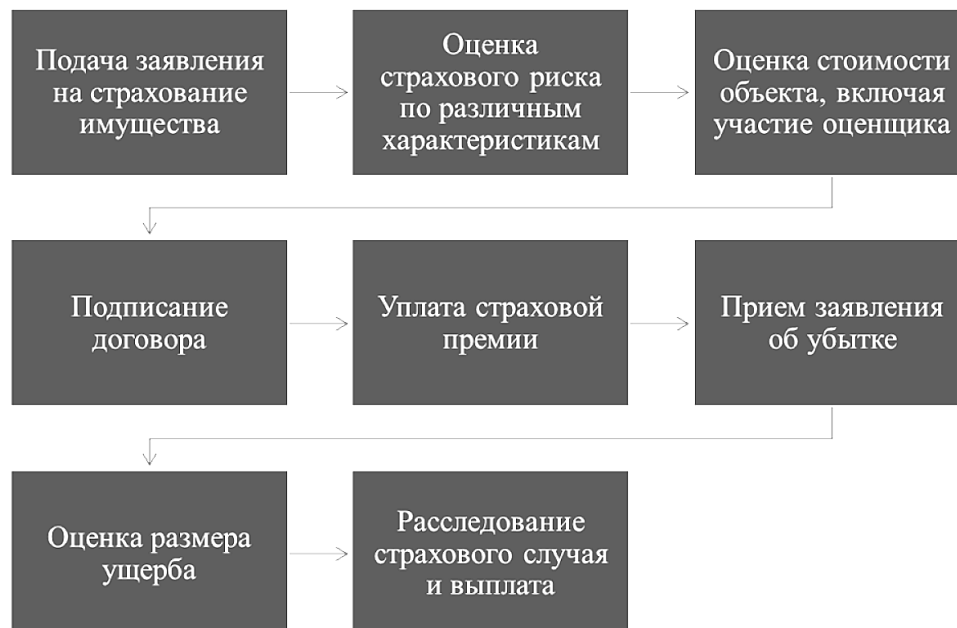 Подача заявления
на страхование
имущества
Оценка
страхового риска
по различным
характеристикам
Оценка стоимости
объекта, включая
участие оценщика
Подписание
договора
Уплата страховой
премии
Прием заявления
об убытке
Оценка размера
ущерба
Расследование
страхового случая
и выплата